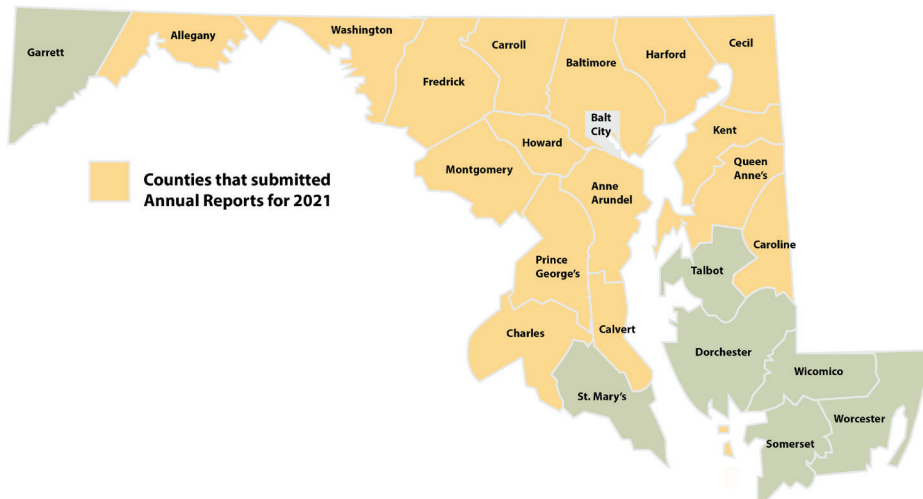 Garrett
Allegany
Washington
Fredrick
Carroll
Baltimore
Harford
Cecil
Balt
City
Kent
Howard
Montgomery
Queen
Anne's
Anne
Arundel
Counties that submitted
Annual Reports for 2021
Caroline
Prince
George's
Talbot
Charles
Calvert
Dorchester
St. Mary's
Wicomico
Worcester
Somerset